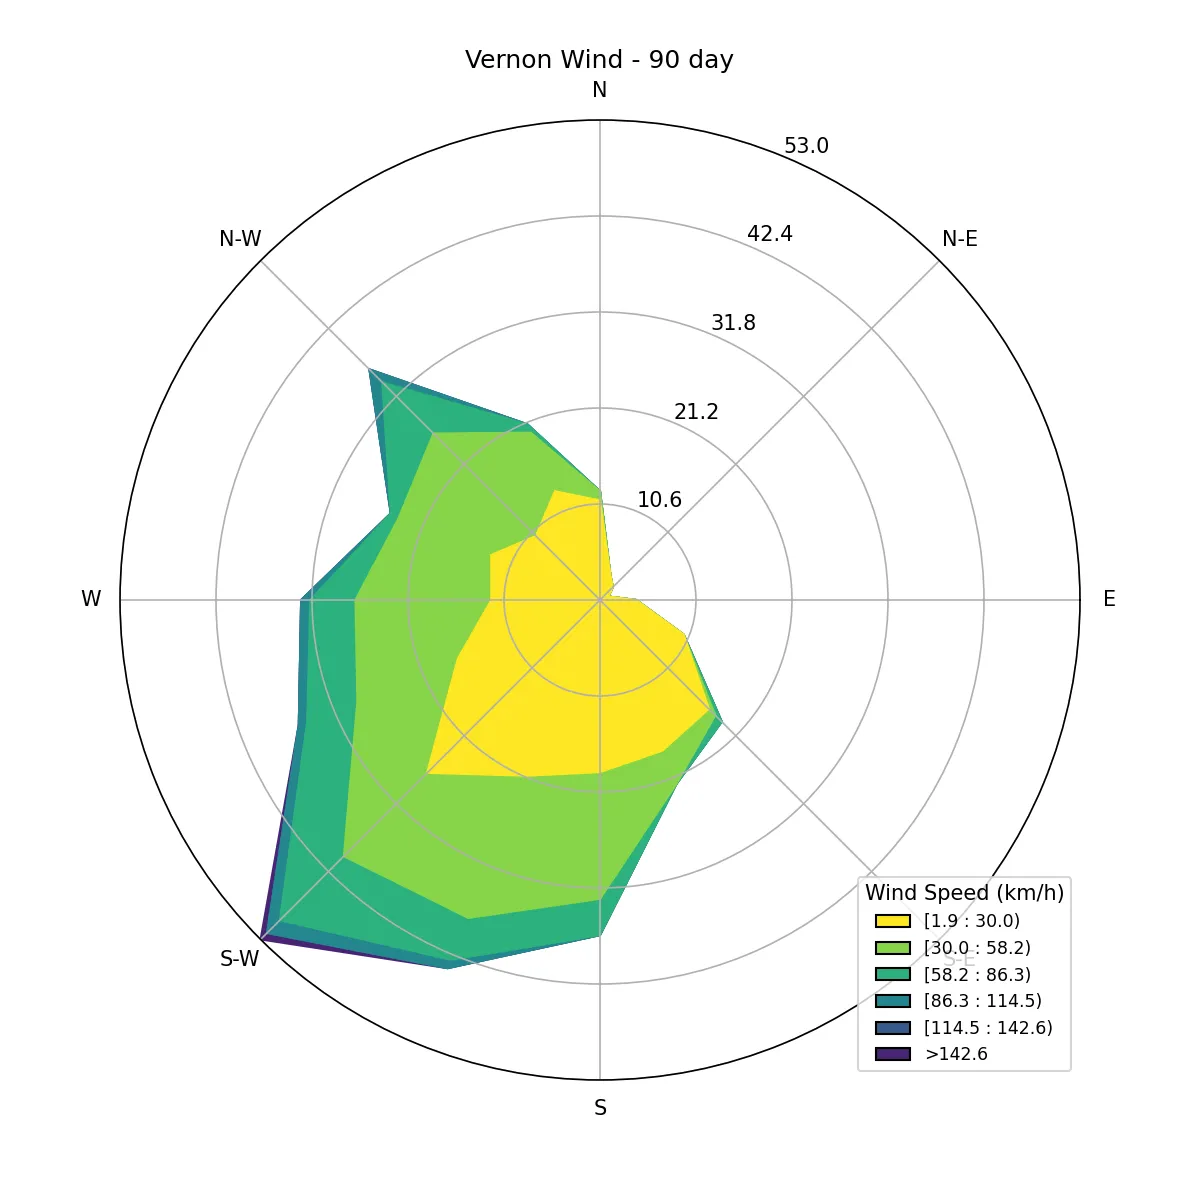 Vernon Wind - 90 day
N
53.0
42.4
N-W
N-E
31.8
21.2
10.6
W
E
Wind Speed (km/h)
[1.9 : 30.0)
[30.0 : 58.2)
S-W
S-E
[58.2 : 86.3)
[86.3 : 114.5)
[114.5 : 142.6)
>142.6
S